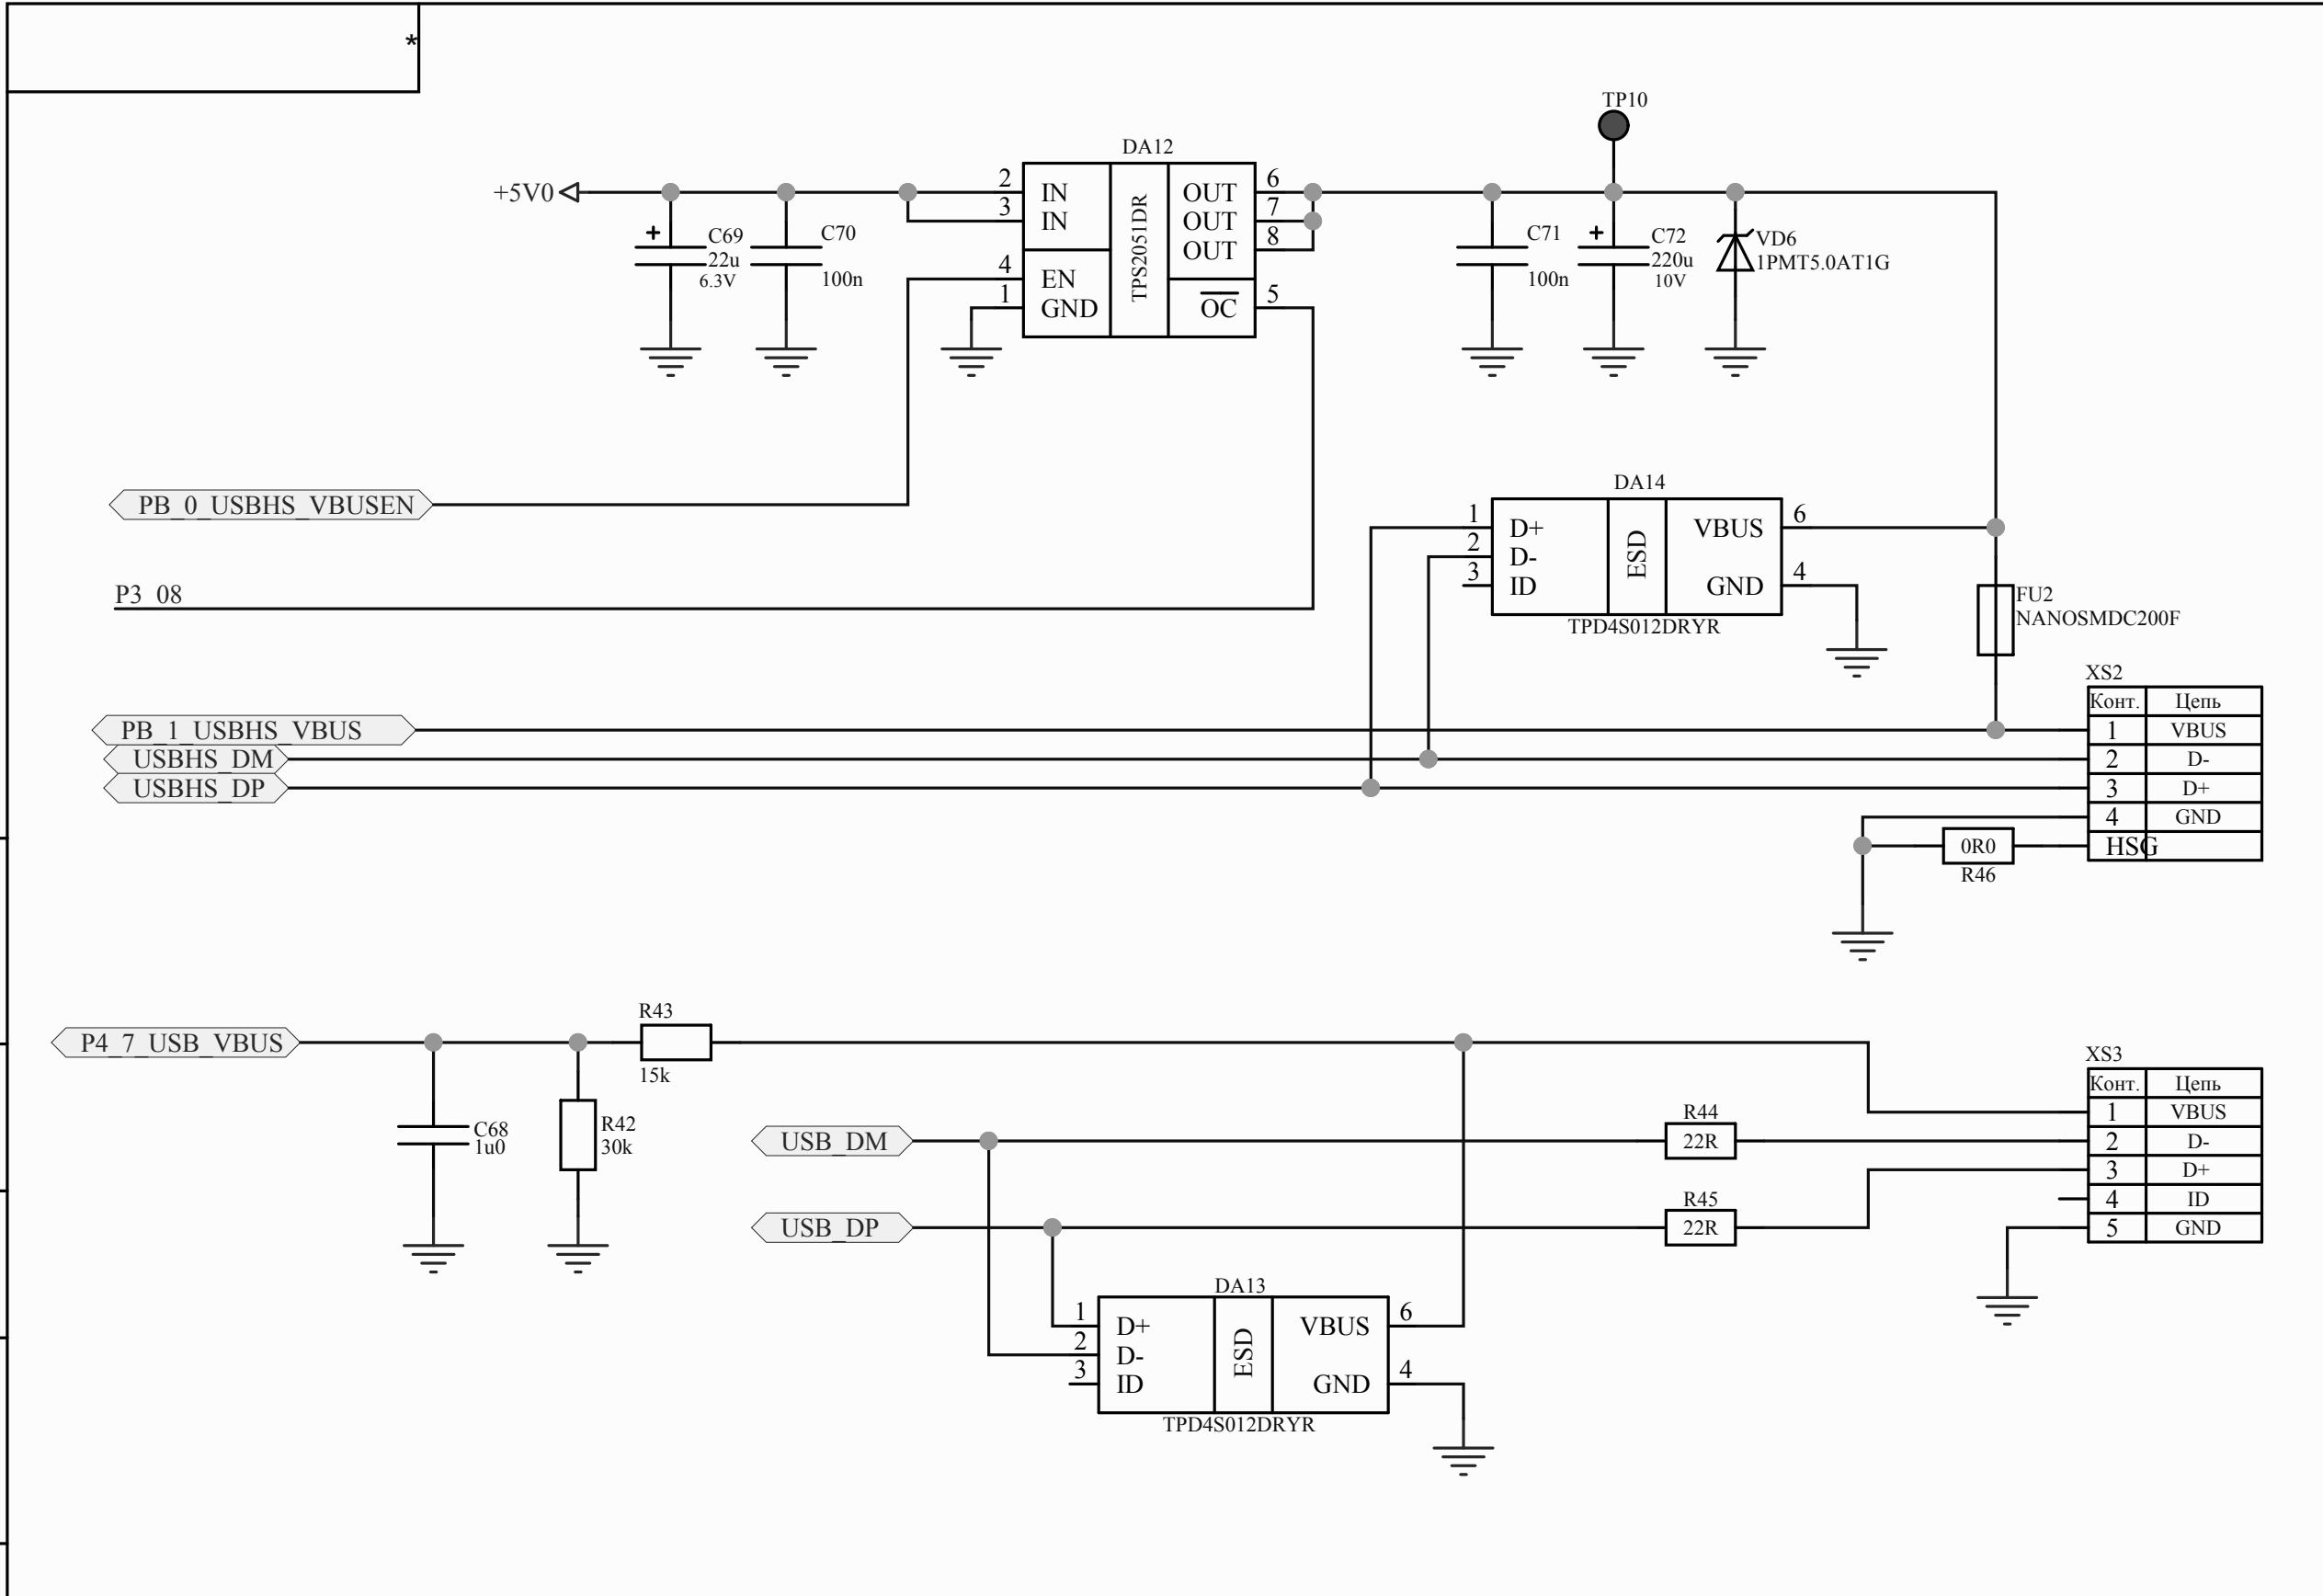 *
TP10
DA12
+5V0
2 IN
3 IN
4 EN
1 GND
TPS2051DR
OUT 6
OUT 7
OUT 8
OC 5
+ C69
22u
6.3V
C70
100n
C71
100n
+ C72
220u
10V
VD6
1PMT5.0AT1G
PB_0_USBHS_VBUSEN
P3_08
DA14
1 D+
2 D-
3 ID
ESD
VBUS 6
GND 4
TPD4S012DRYR
FU2
NANOSMDC200F
PB_1_USBHS_VBUS
USBHS_DM
USBHS_DP
XS2
Конт. Цепь
1 VBUS
2 D-
3 D+
4 GND
HSG
0R0
R46
P4_7_USB_VBUS
R43
15k
C68
1u0
R42
30k
USB_DM
USB_DP
R44
22R
R45
22R
XS3
Конт. Цепь
1 VBUS
2 D-
3 D+
4 ID
5 GND
DA13
1 D+
2 D-
3 ID
ESD
VBUS 6
GND 4
TPD4S012DRYR